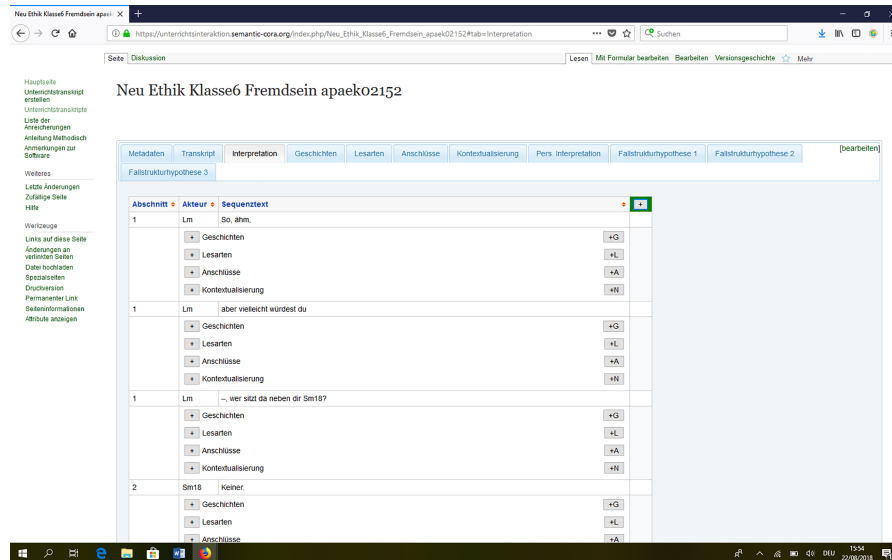 Neu Ethik Klasse6 Fremdsein apaek
https://unterrichtsinteraktion.semantic-cora.org/index.php/Neu_Ethik_Klasse6_Fremdsein_apaek02152#tab=Interpretation
Suchen
Seite Diskussion
Lesen Mit Formular bearbeiten Bearbeiten Versionsgeschichte Mehr
Neu Ethik Klasse6 Fremdsein apaek02152
Hauptseite
Unterrichtstranskript
erstellen
Unterrichtstranskripte
Liste der
Anreicherungen
Anleitung Methodisch
Anmerkungen zur
Software
Weiteres
Letzte Änderungen
Zufällige Seite
Hilfe
Werkzeuge
Links auf diese Seite
Änderungen an
verlinkten Seiten
Datei hochladen
Spezialseiten
Druckversion
Permanenter Link
Seiteninformationen
Attribute anzeigen
Metadaten Transkript Interpretation Geschichten Lesarten Anschlüsse Kontextualisierung Pers. Interpretation Fallstrukturhypothese 1 Fallstrukturhypothese 2
[bearbeiten]
Fallstrukturhypothese 3
Abschnitt Akteur Sequenztext +
1 Lm So, ähm,
+ Geschichten +G
+ Lesarten +L
+ Anschlüsse +A
+ Kontextualisierung +N
1 Lm aber vielleicht würdest du
+ Geschichten +G
+ Lesarten +L
+ Anschlüsse +A
+ Kontextualisierung +N
1 Lm –, wer sitzt da neben dir Sm18?
+ Geschichten +G
+ Lesarten +L
+ Anschlüsse +A
+ Kontextualisierung +N
2 Sm18 Keiner.
+ Geschichten +G
+ Lesarten +L
+ Anschlüsse +A
DEU
15:54
22/08/2018